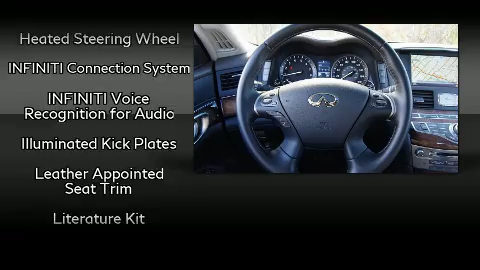 Heated Steering Wheel
INFINITI Connection System
INFINITI Voice
Recognition for Audio
Illuminated Kick Plates
Leather Appointed
Seat Trim
Literature Kit